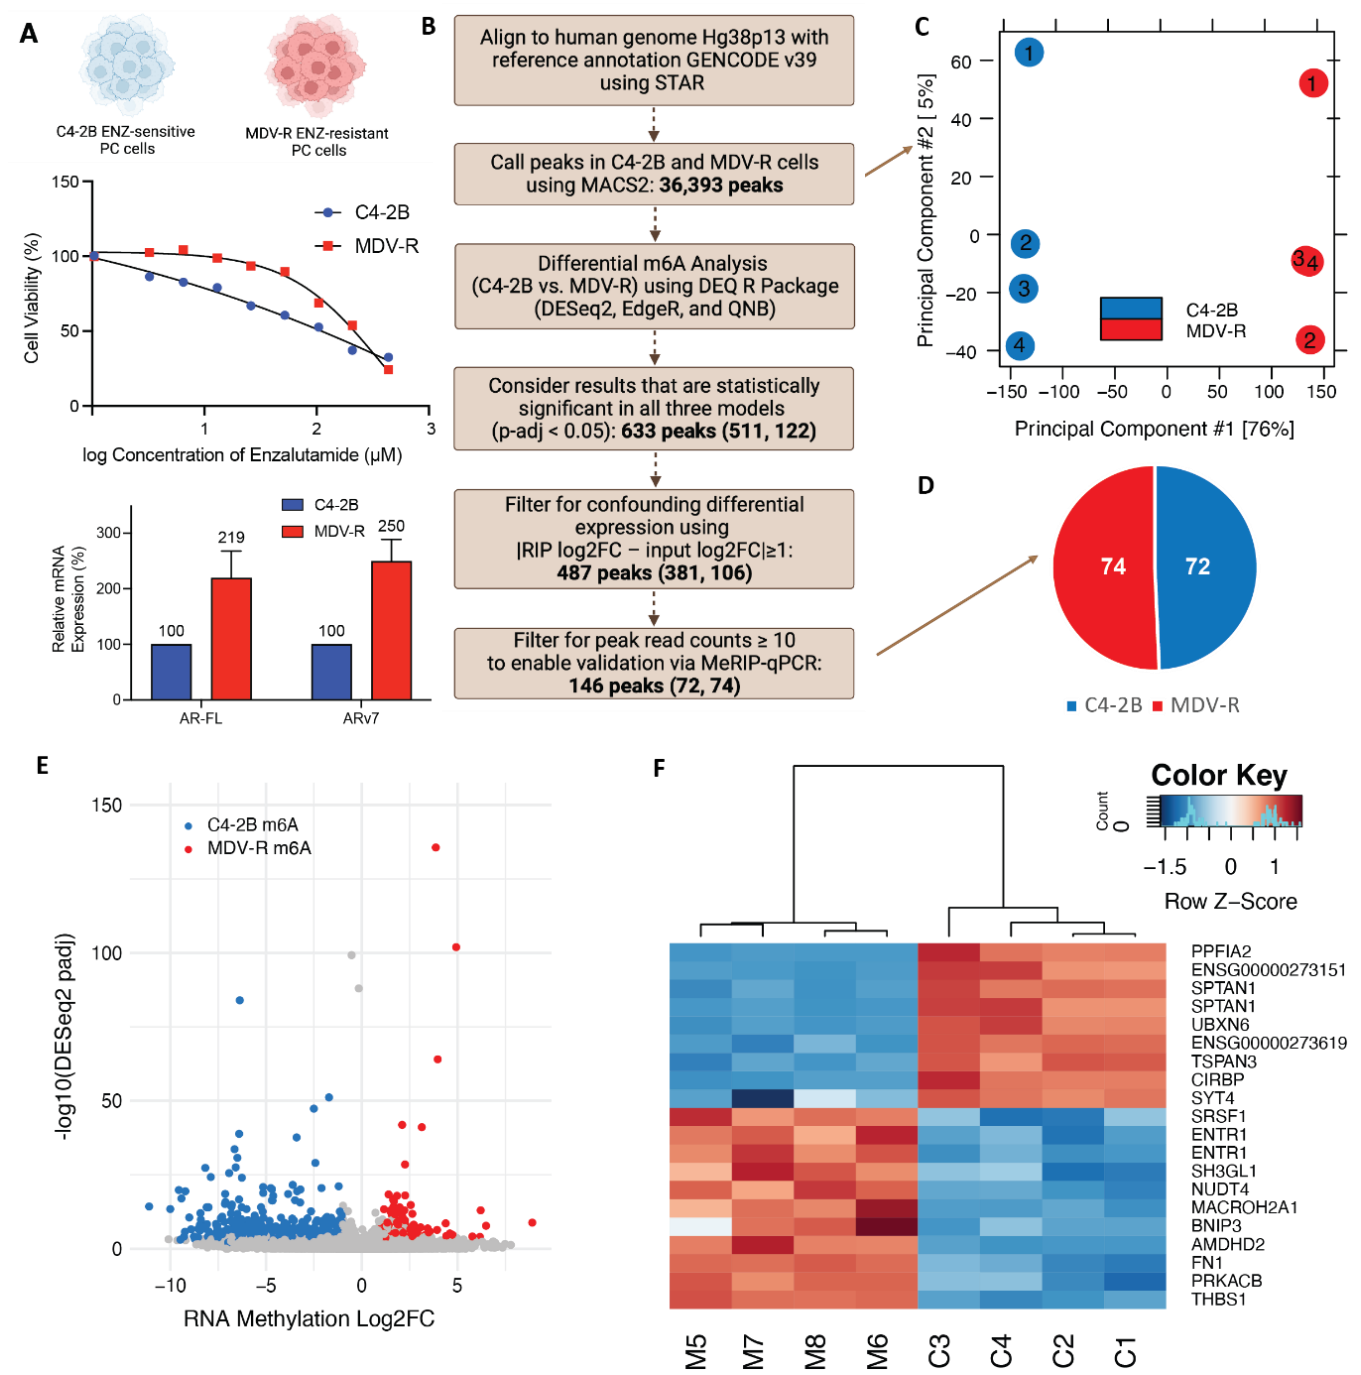 A
C4-2B ENZ-sensitive
PC cells
MDV-R ENZ-resistant
PC cells
150
100
50
0
Cell Viability (%)
C4-2B
MDV-R
1
2
3
log Concentration of Enzalutamide (µM)
C4-2B
MDV-R
300
200
100
0
Relative mRNA
Expression (%)
100
219
100
250
AR-FL
ARv7
B
Align to human genome Hg38p13 with
reference annotation GENCODE v39
using STAR
Call peaks in C4-2B and MDV-R cells
using MACS2: 36,393 peaks
Differential m6A Analysis
(C4-2B vs. MDV-R) using DEQ R Package
(DESeq2, EdgeR, and QNB)
Consider results that are statistically
significant in all three models
(p-adj < 0.05): 633 peaks (511, 122)
Filter for confounding differential
expression using
|RIP log2FC – input log2FC|≥1:
487 peaks (381, 106)
Filter for peak read counts ≥ 10
to enable validation via MeRIP-qPCR:
146 peaks (72, 74)
C
Principal Component #2 [ 5%]
60
40
20
0
−20
−40
1
2
3
4
1
3
4
2
C4-2B
MDV-R
−150
−100
−50
0
50
100
150
Principal Component #1 [76%]
D
74
72
C4-2B
MDV-R
E
150
100
50
0
-log10(DESeq2 padj)
C4-2B m6A
MDV-R m6A
−10
−5
0
5
RNA Methylation Log2FC
F
Color Key
Count
0
−1.5
0
1
Row Z−Score
PPFIA2
ENSG00000273151
SPTAN1
SPTAN1
UBXN6
ENSG00000273619
TSPAN3
CIRBP
SYT4
SRSF1
ENTR1
ENTR1
SH3GL1
NUDT4
MACROH2A1
BNIP3
AMDHD2
FN1
PRKACB
THBS1
M5
M7
M8
M6
C3
C4
C2
C1